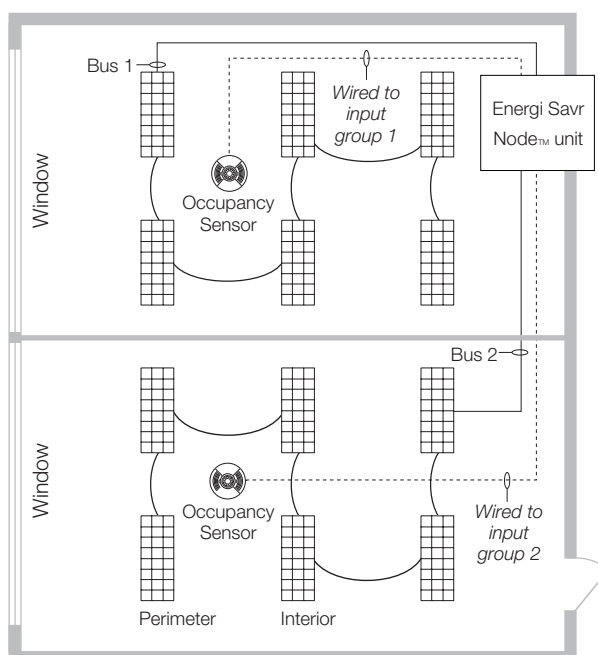 Bus 1
Wired to
input
group 1
Energi Savr
Node™ unit
Window
Occupancy
Sensor
Bus 2
Window
Occupancy
Sensor
Wired to
input
group 2
Perimeter
Interior